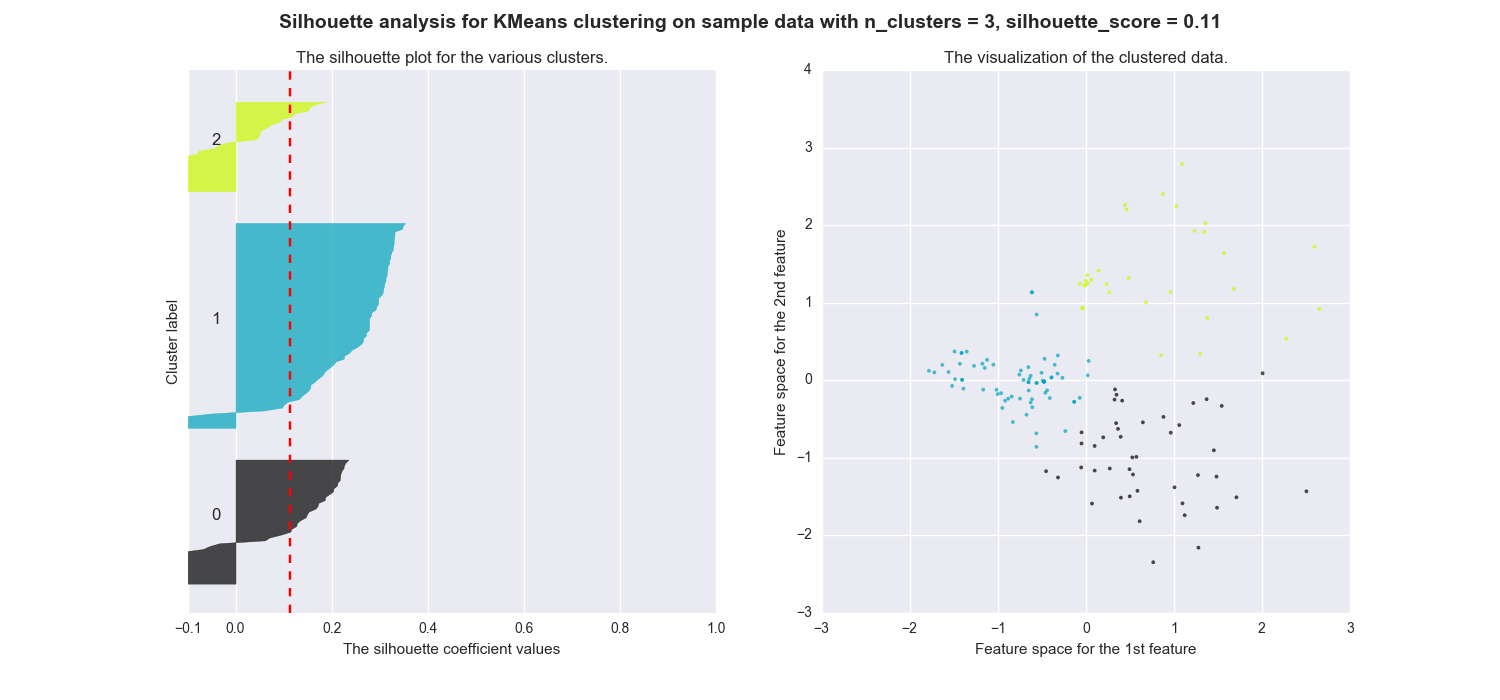 Silhouette analysis for KMeans clustering on sample data with n_clusters = 3, silhouette_score = 0.11
The silhouette plot for the various clusters.
Cluster label
2
1
0
−0.1 0.0 0.2 0.4 0.6 0.8 1.0
The silhouette coefficient values
The visualization of the clustered data.
Feature space for the 2nd feature
4
3
2
1
0
−1
−2
−3
−3 −2 −1 0 1 2 3
Feature space for the 1st feature